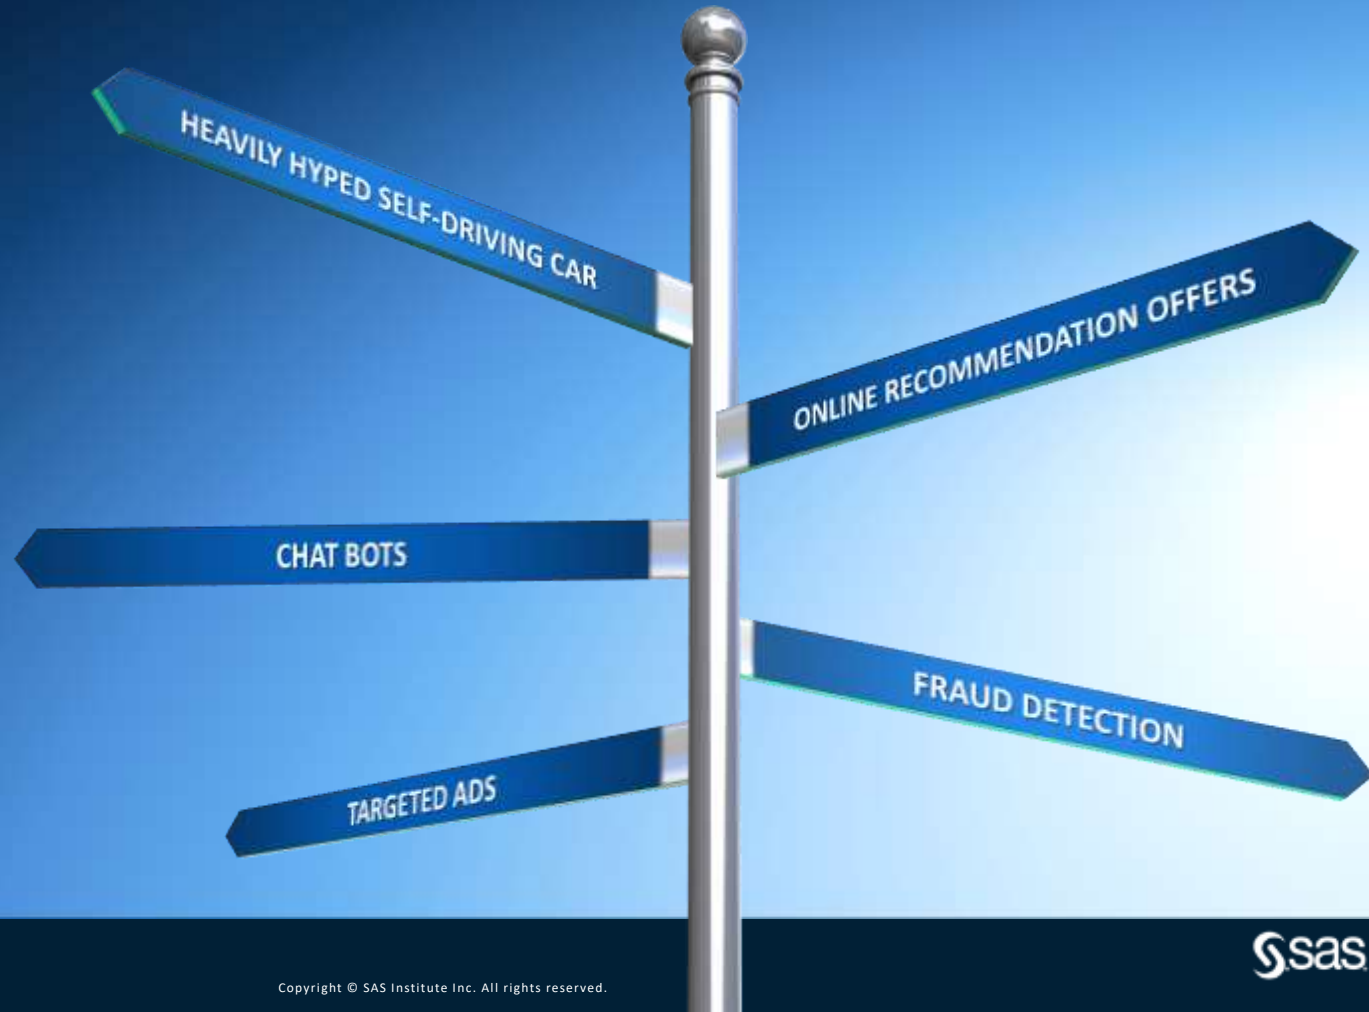 HEAVILY HYPED SELF-DRIVING CAR
ONLINE RECOMMENDATION OFFERS
CHAT BOTS
FRAUD DETECTION
TARGETED ADS
sas
Copyright © SAS Institute Inc. All rights reserved.